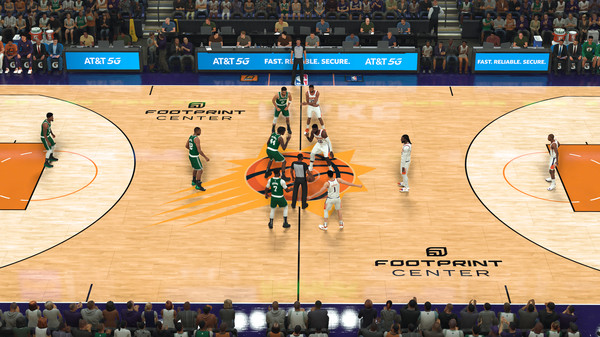 AT&T 5G
AT&T 5G
FAST. RELIABLE. SECURE.
AT&T 5G
FAST. RELIABLE. SECURE.
FOOTPRINT
CENTER
FOOTPRINT
CENTER